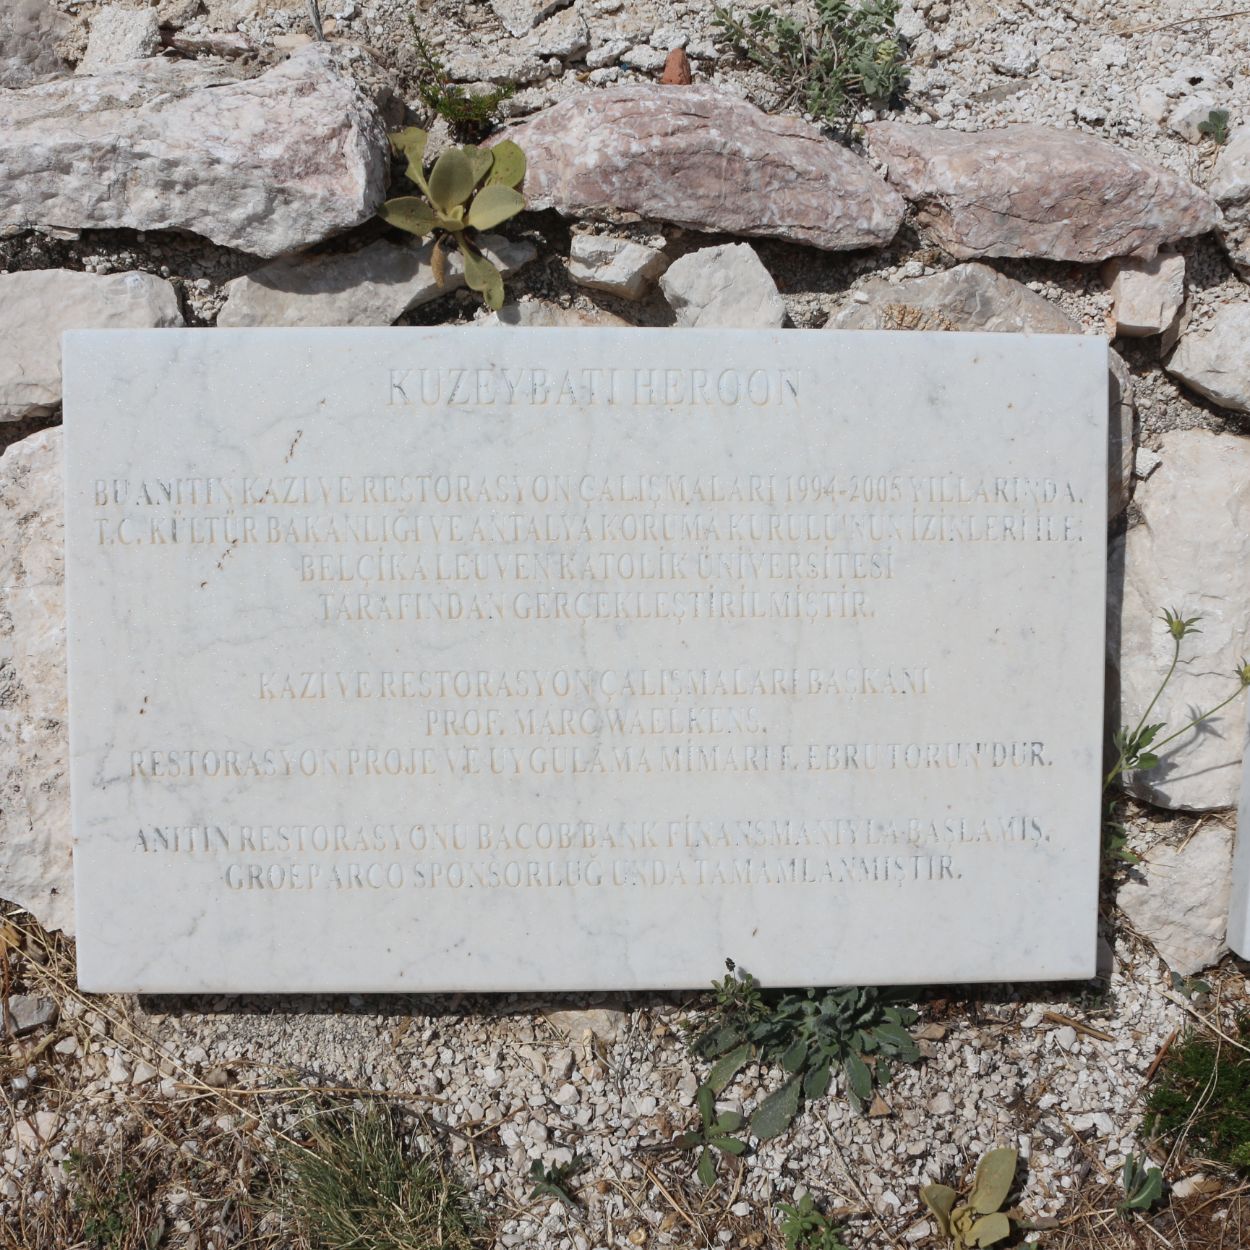 KUZEYBATI HEROON
BU ANITIN KAZI VE RESTORASYON ÇALIŞMALARI 1994-2005 YILLARINDA,
T.C. KÜLTÜR BAKANLIĞI VE ANTALYA KORUMA KURULU'NUN İZİNLERİ İLE,
BELÇİKA LEUVEN KATOLİK ÜNİVERSİTESİ
TARAFINDAN GERÇEKLEŞTİRİLMİŞTİR.
KAZI VE RESTORASYON ÇALIŞMALARI BAŞKANI
PROF. MARC WAELKENS,
RESTORASYON PROJE VE UYGULAMA MİMARI E. EBRU TORUN'DUR.
ANITIN RESTORASYONU BACOB BANK FİNANSMANIYLA BAŞLAMIŞ,
GROEP ARCO SPONSORLUĞUNDA TAMAMLANMIŞTIR.